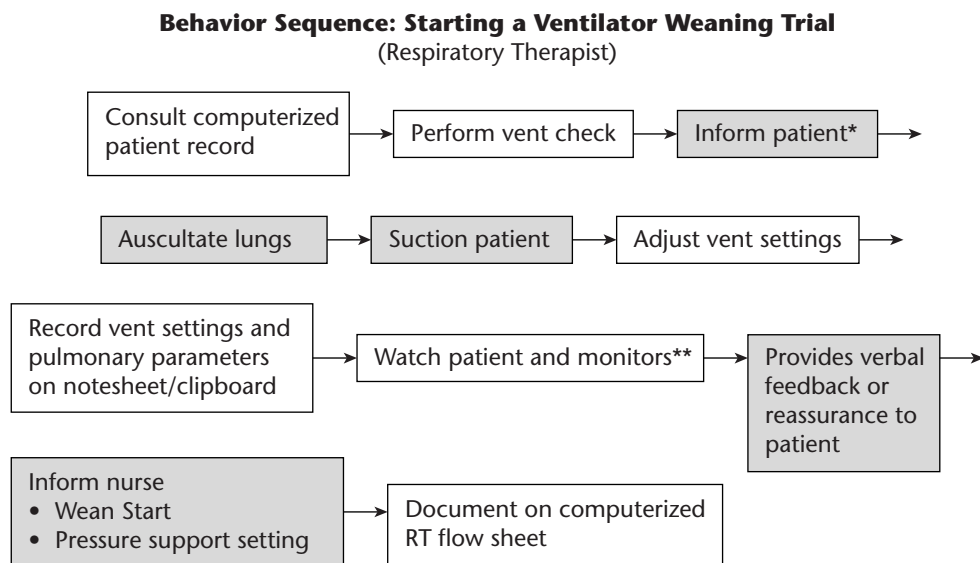 Behavior Sequence: Starting a Ventilator Weaning Trial
(Respiratory Therapist)
Consult computerized
patient record
Perform vent check
Inform patient*
Auscultate lungs
Suction patient
Adjust vent settings
Record vent settings and
pulmonary parameters
on notesheet/clipboard
Watch patient and monitors**
Provides verbal
feedback or
reassurance to
patient
Inform nurse
• Wean Start
• Pressure support setting
Document on computerized
RT flow sheet